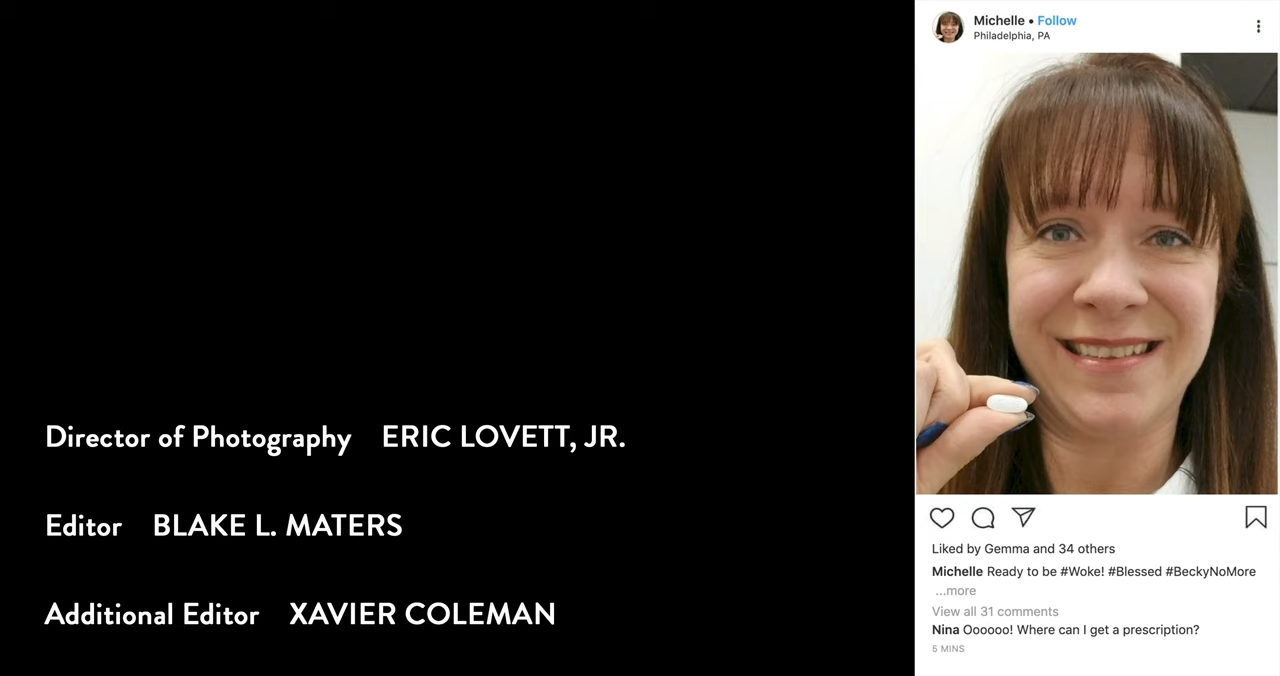 Director of Photography ERIC LOVETT, JR.
Editor BLAKE L. MATERS
Additional Editor XAVIER COLEMAN
Michelle • Follow
Philadelphia, PA
Liked by Gemma and 34 others
Michelle Ready to be #Woke! #Blessed #BeckyNoMore
...more
View all 31 comments
Nina Oooooo! Where can I get a prescription?
5 MINS